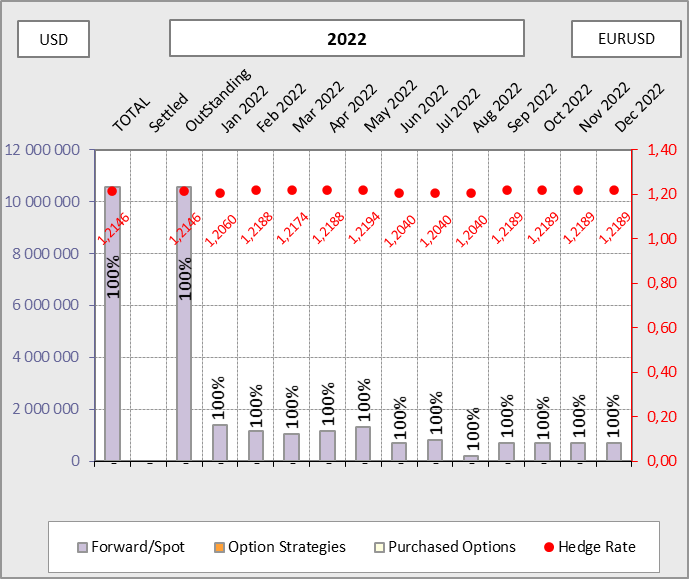 USD
2022
EURUSD
TOTAL
Settled
OutStanding
Jan 2022
Feb 2022
Mar 2022
Apr 2022
May 2022
Jun 2022
Jul 2022
Aug 2022
Sep 2022
Oct 2022
Nov 2022
Dec 2022
12 000 000
10 000 000
8 000 000
6 000 000
4 000 000
2 000 000
0
1,40
1,20
1,00
0,80
0,60
0,40
0,20
0,00
1,2146
1,2146
1,2060
1,2188
1,2174
1,2188
1,2194
1,2040
1,2040
1,2040
1,2189
1,2189
1,2189
1,2189
100%
100%
100%
100%
100%
100%
100%
100%
100%
100%
100%
100%
100%
100%
- - - - - - - - - - - - - - -
Forward/Spot
Option Strategies
Purchased Options
Hedge Rate